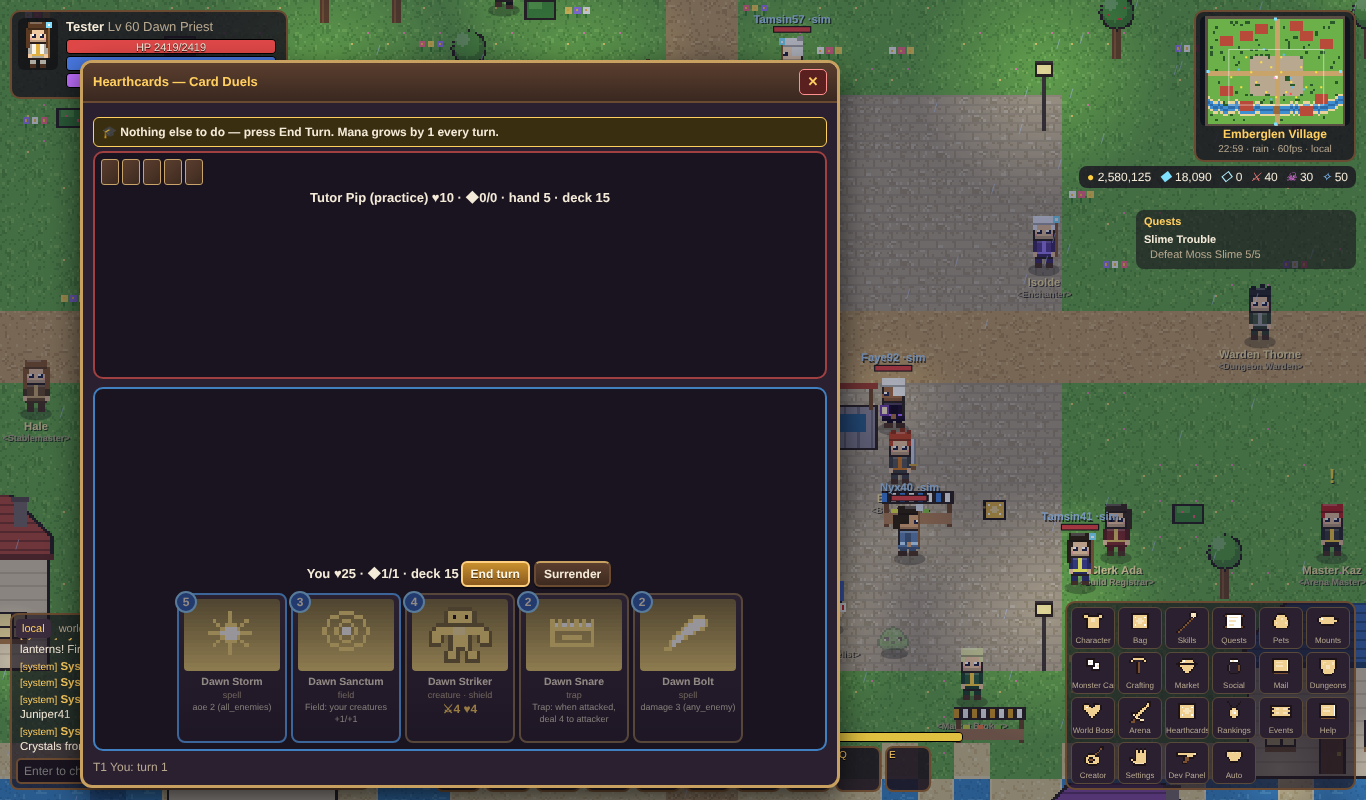 Tester Lv 60 Dawn Priest
HP 2419/2419
Tamsin57 ·sim
Emberglen Village
22:59 · rain · 60fps · local
2,580,125 18,090 0 40 30 50
Quests
Slime Trouble
Defeat Moss Slime 5/5
Hearthcards — Card Duels
✕
Nothing else to do — press End Turn. Mana grows by 1 every turn.
Tutor Pip (practice) ♥10 · ◆0/0 · hand 5 · deck 15
You ♥25 · ◆1/1 · deck 15
End turn
Surrender
5
Dawn Storm
spell
aoe 2 (all_enemies)
3
Dawn Sanctum
field
Field: your creatures
+1/+1
4
Dawn Striker
creature · shield
⚔4 ♥4
2
Dawn Snare
trap
Trap: when attacked,
deal 4 to attacker
2
Dawn Bolt
spell
damage 3 (any_enemy)
T1 You: turn 1
Isolde
<Enchanter>
Warden Thorne
<Dungeon Warden>
Faye92 ·sim
Hale
<Stablemaster>
Nyx40 ·sim
Tamsin41 ·sim
!
Clerk Ada
Master Kaz
<Arena Master>
local
lanterns!
[system]
[system]
[system]
Juniper41
[system]
Crystals
Enter to
Q
E
Character Bag Skills Quests Pets Mounts
Monster Crafting Market Social Mail Dungeons
World Boss Arena Hearthcards Rankings Events Help
Creator Settings Dev Panel Auto